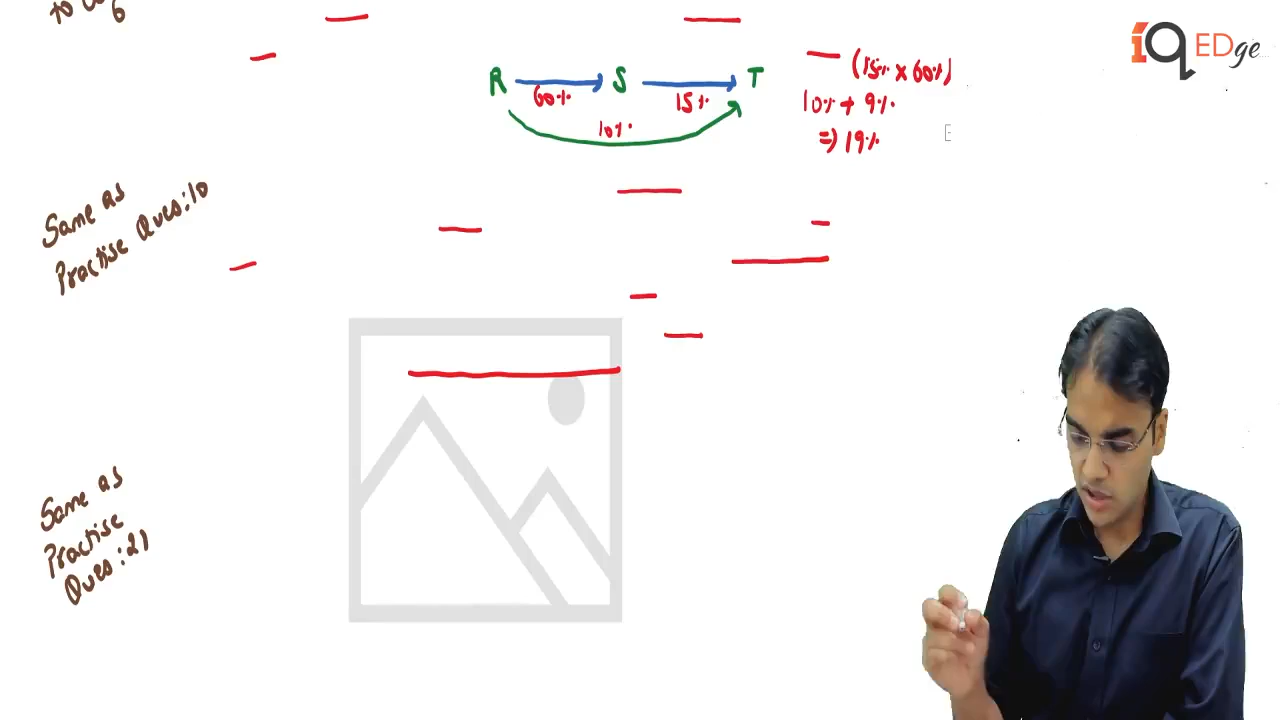 6
iQ EDge
R 60% S 15% T
10%
(15% x 60%)
10% + 9%
=> 19%
Same as
Practise Ques:10
Same as
Practise
Ques:21